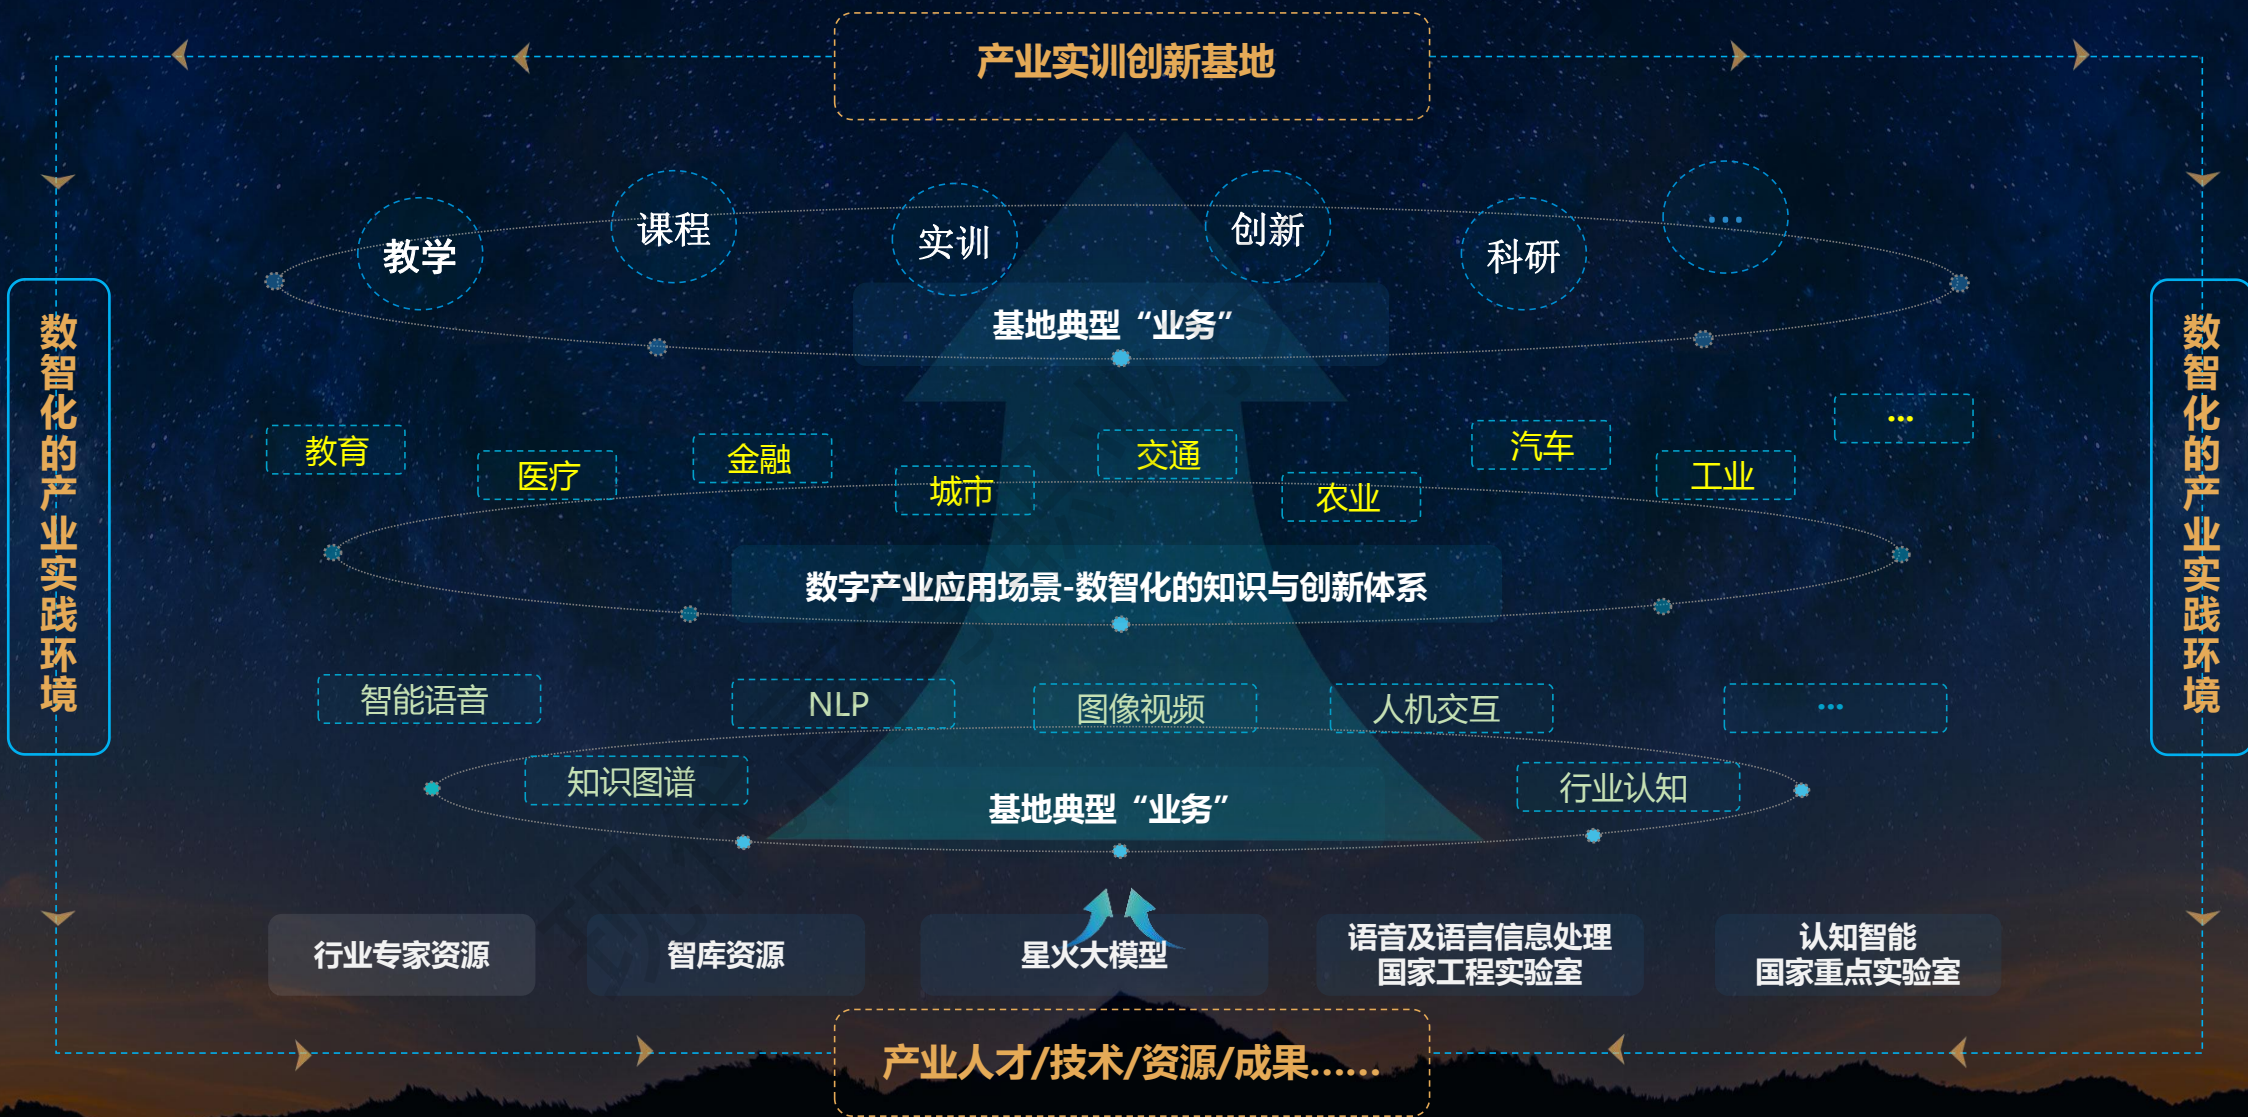 产业实训创新基地
教学
课程
实训
创新
科研
...
基地典型“业务”
教育
医疗
金融
城市
交通
农业
汽车
工业
...
数字产业应用场景-数智化的知识与创新体系
智能语音
NLP
图像视频
人机交互
...
知识图谱
行业认知
基地典型“业务”
行业专家资源
智库资源
星火大模型
语音及语言信息处理
国家工程实验室
认知智能
国家重点实验室
产业人才/技术/资源/成果......
数智化的产业实践环境
数智化的产业实践环境